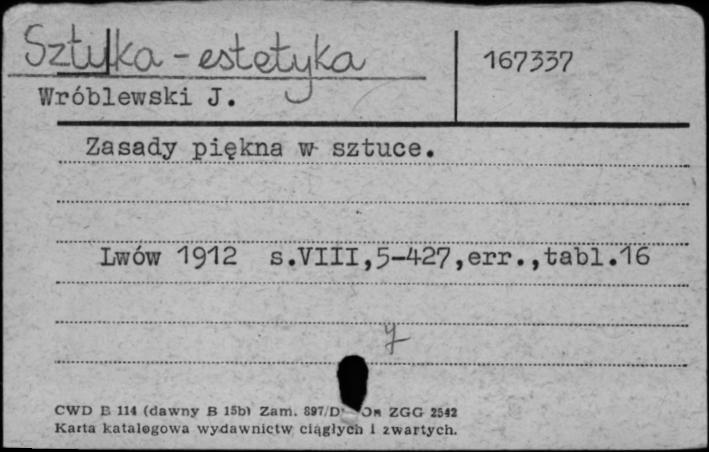 Sztuka - estetyka
167337
Wróblewski J.
Zasady piękna w sztuce.
Lwów 1912 s.VIII,5-427,err.,tabl.16
y
CWD B 114 (dawny B 15b) Zam. 897/D ZGG 2542
Karta katalogowa wydawnictw ciągłych i zwartych.